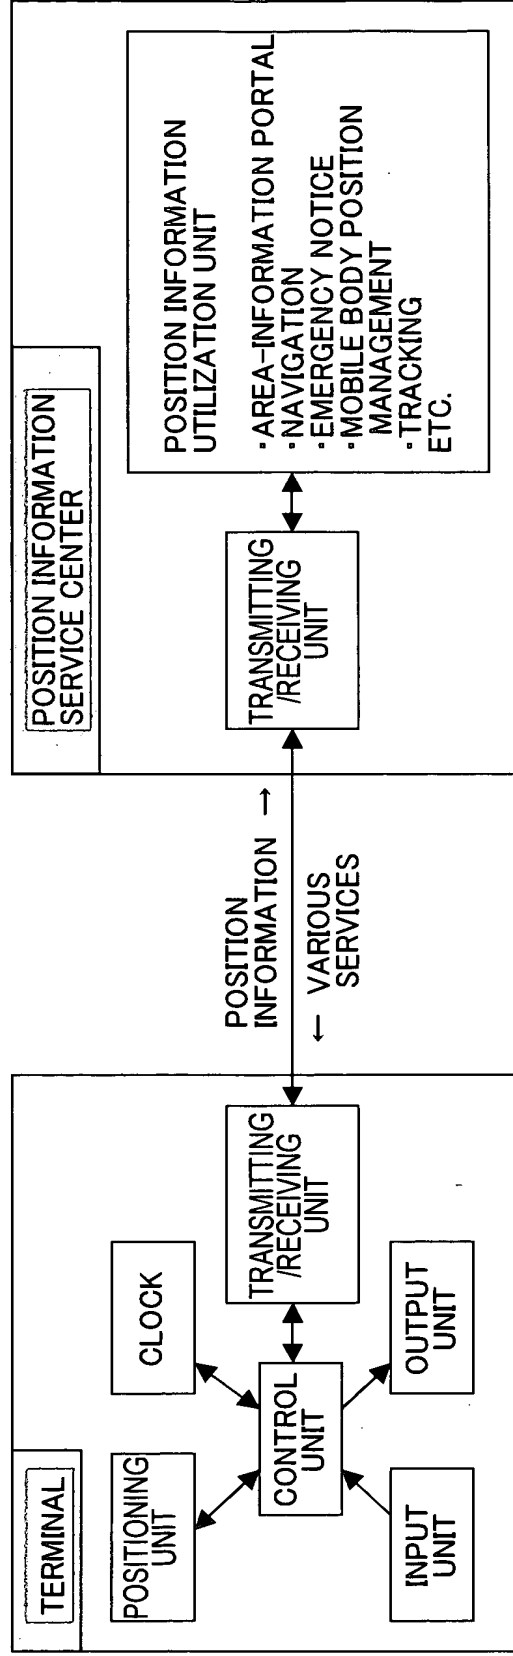 TERMINAL
POSITIONING
UNIT
CLOCK
CONTROL
UNIT
INPUT
UNIT
OUTPUT
UNIT
TRANSMITTING
/RECEIVING
UNIT
POSITION
INFORMATION →
← VARIOUS
SERVICES
POSITION INFORMATION
SERVICE CENTER
TRANSMITTING
/RECEIVING
UNIT
POSITION INFORMATION
UTILIZATION UNIT
・AREA-INFORMATION PORTAL
・NAVIGATION
・EMERGENCY NOTICE
・MOBILE BODY POSITION
MANAGEMENT
・TRACKING
ETC.